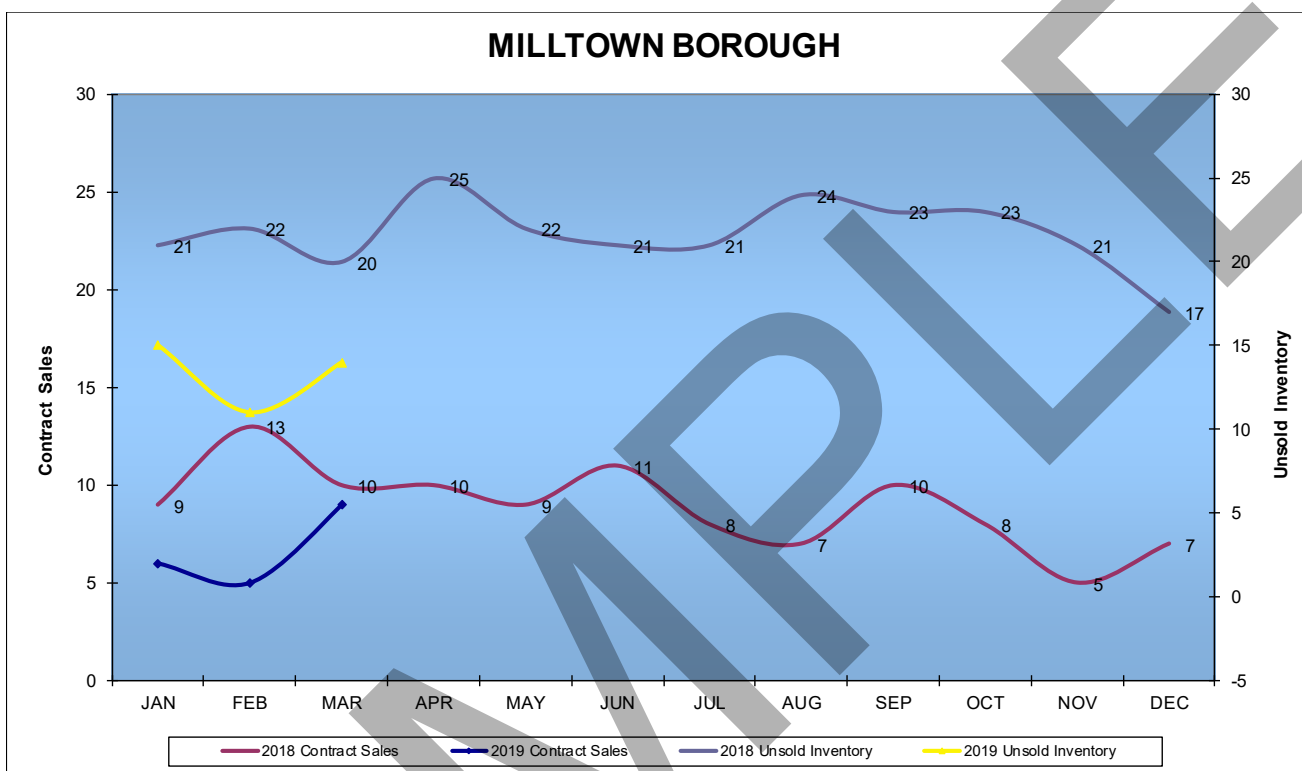 MILLTOWN BOROUGH
30 30
25 25
20 20
15 15
10 10
5 5
0 0
-5
Contract Sales
Unsold Inventory
21 22 20 25 22 21 21 24 23 23 21 17
9 13 10 10 9 11 8 7 10 8 5 7
JAN FEB MAR APR MAY JUN JUL AUG SEP OCT NOV DEC
2018 Contract Sales 2019 Contract Sales 2018 Unsold Inventory 2019 Unsold Inventory
MPLE